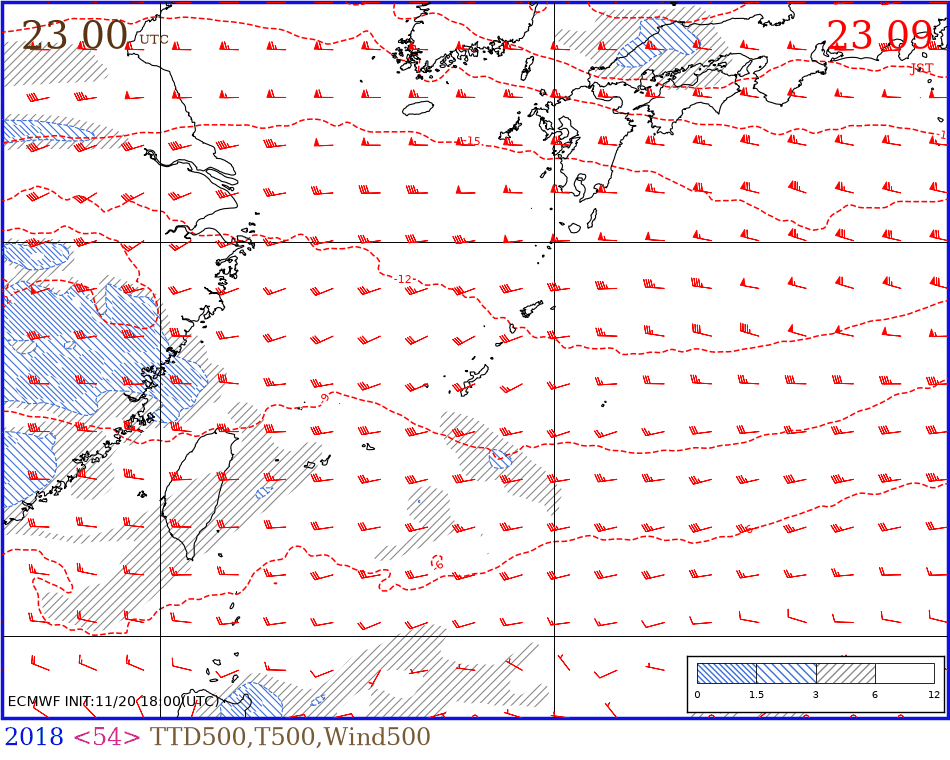 23 00 UTC
23 09 JST
-15
-12
-9
-6
-6
0 1.5 3 6 12
ECMWF INIT:11/20 18:00(UTC)
2018 <54> TTD500,T500,Wind500